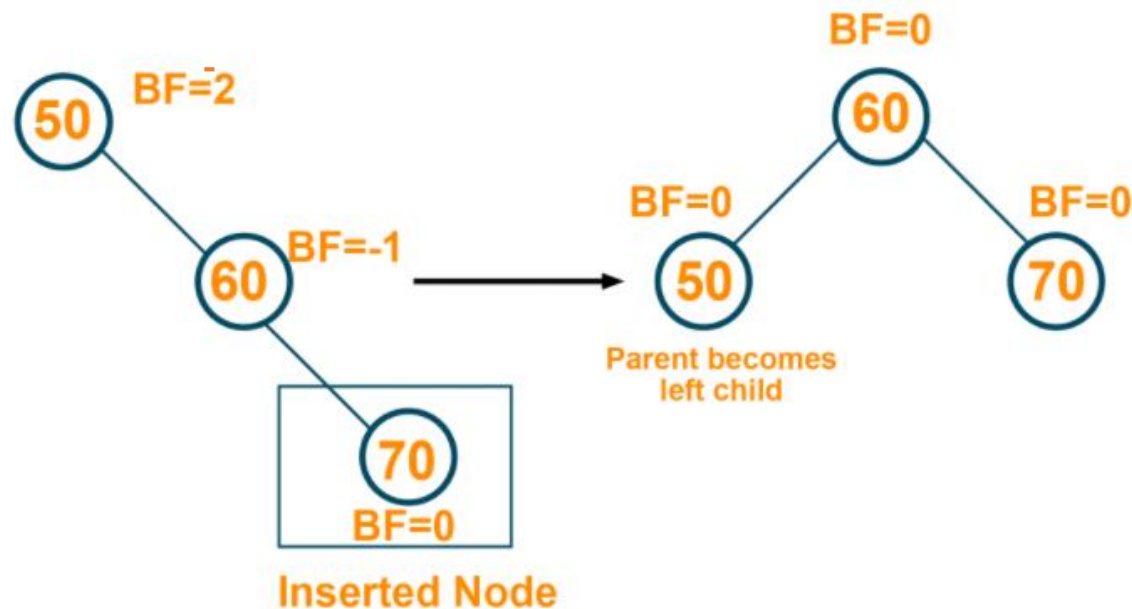 BF=-2
50
BF=-1
60
70
BF=0
Inserted Node
BF=0
60
BF=0
BF=0
50
70
Parent becomes
left child